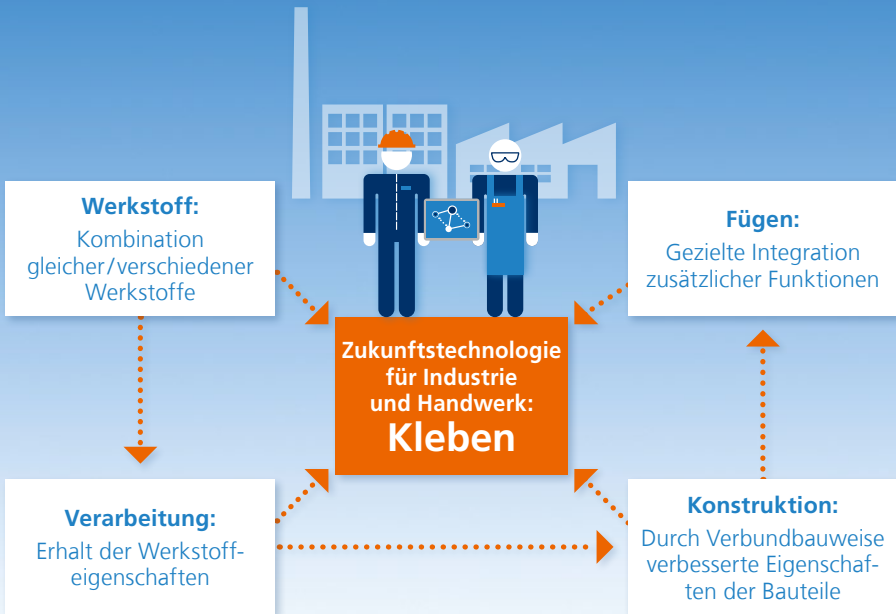 Werkstoff:
Kombination
gleicher/verschiedener
Werkstoffe
Fügen:
Gezielte Integration
zusätzlicher Funktionen
Zukunftstechnologie
für Industrie
und Handwerk:
Kleben
Verarbeitung:
Erhalt der Werkstoff-
eigenschaften
Konstruktion:
Durch Verbundbauweise
verbesserte Eigenschaf-
ten der Bauteile